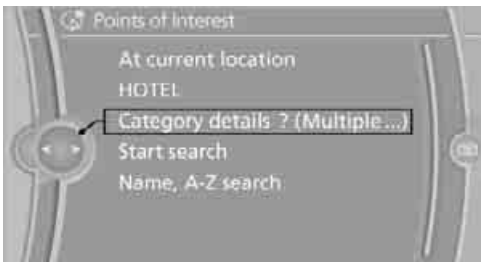 Points of Interest
At current location
HOTEL
Category details ? (Multiple ...)
Start search
Name, A-Z search